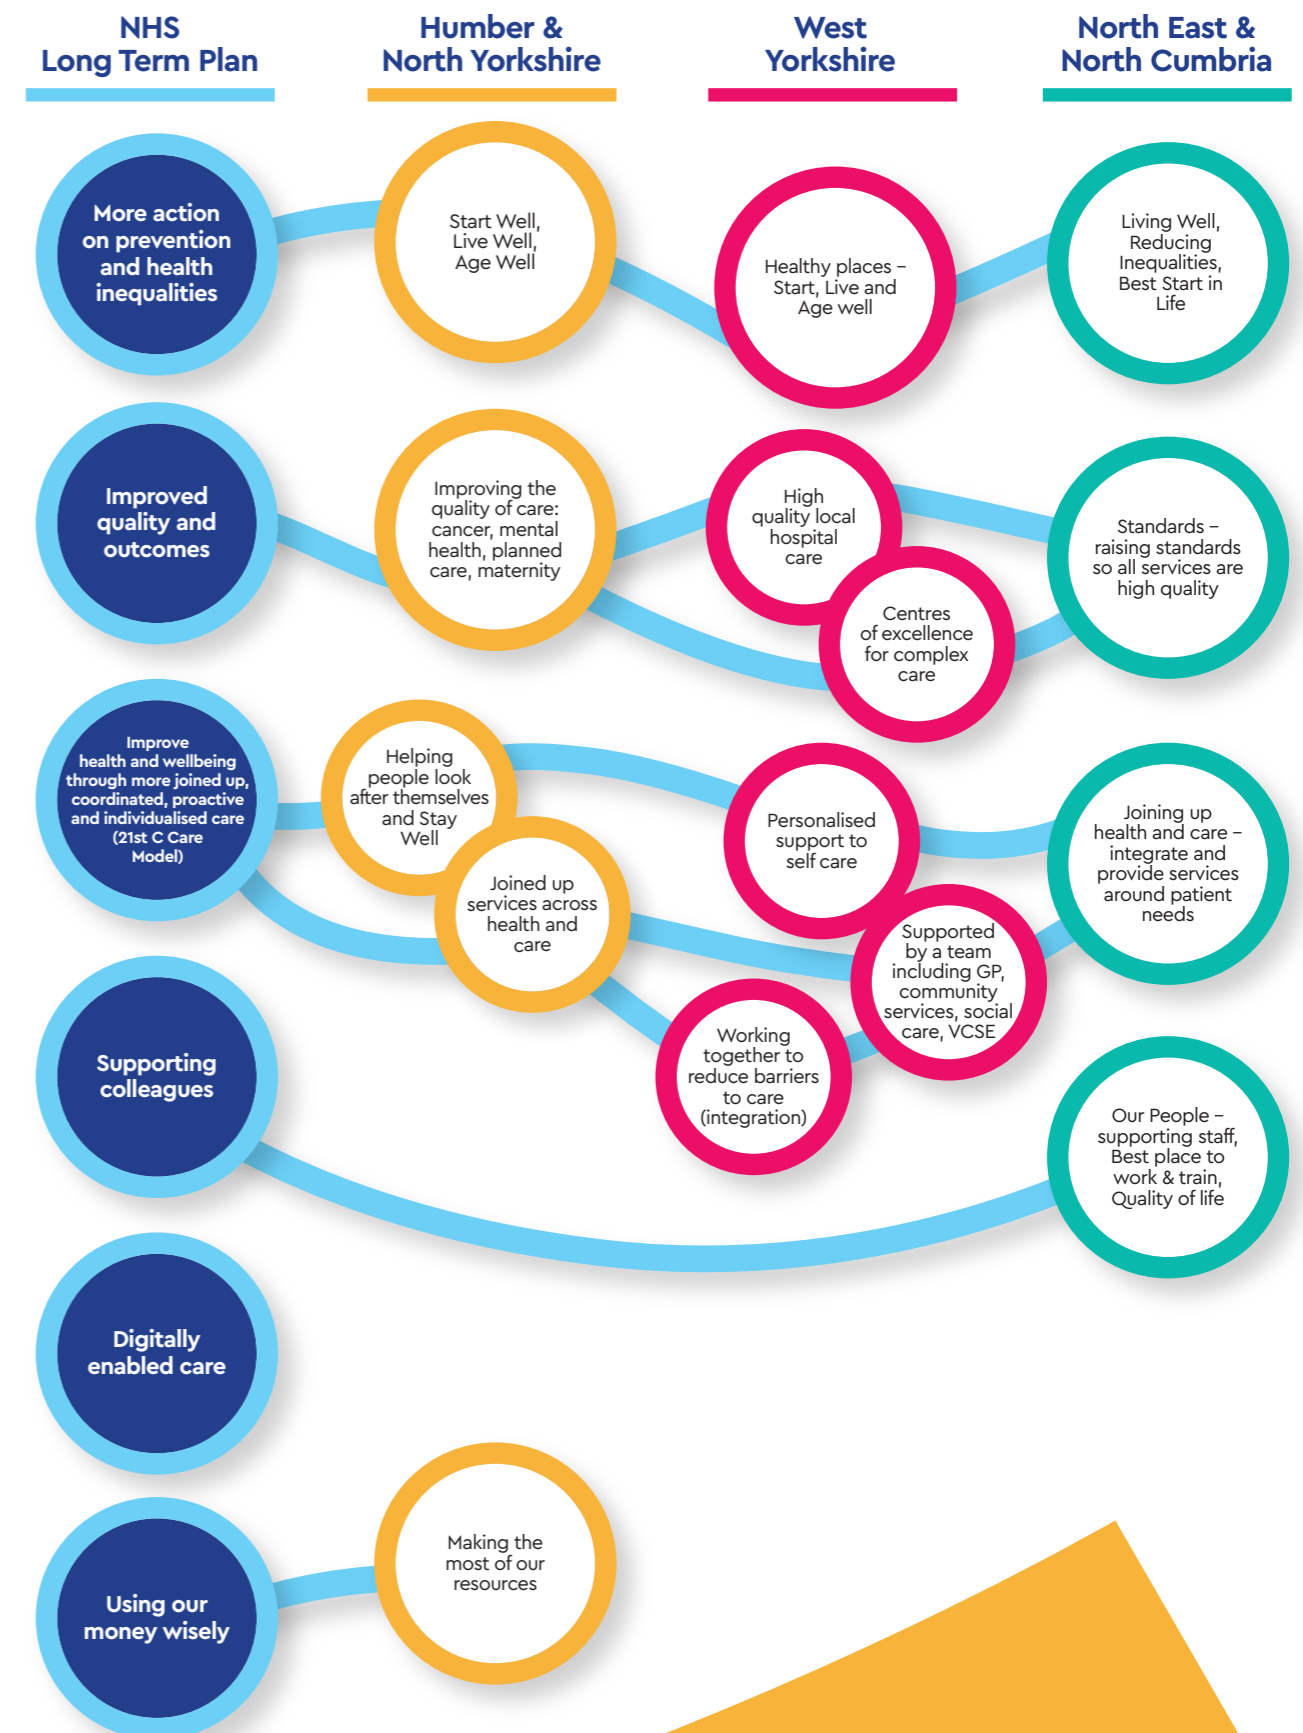 NHS
Long Term Plan
Humber &
North Yorkshire
West
Yorkshire
North East &
North Cumbria
More action
on prevention
and health
inequalities
Start Well,
Live Well,
Age Well
Healthy places –
Start, Live and
Age well
Living Well,
Reducing
Inequalities,
Best Start in
Life
Improved
quality and
outcomes
Improving the
quality of care:
cancer, mental
health, planned
care, maternity
High
quality local
hospital
care
Centres
of excellence
for complex
care
Standards –
raising standards
so all services are
high quality
Improve
health and wellbeing
through more joined up,
coordinated, proactive
and individualised care
(21st C Care
Model)
Helping
people look
after themselves
and Stay
Well
Joined up
services across
health and
care
Personalised
support to
self care
Supported
by a team
including GP,
community
services, social
care, VCSE
Working
together to
reduce barriers
to care
(integration)
Joining up
health and care –
integrate and
provide services
around patient
needs
Supporting
colleagues
Our People –
supporting staff,
Best place to
work & train,
Quality of life
Digitally
enabled care
Using our
money wisely
Making the
most of our
resources